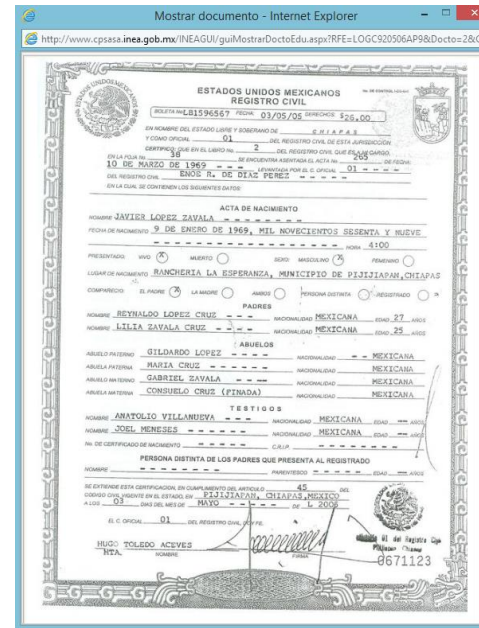 Mostrar documento - Internet Explorer
http://www.cpsasa.inea.gob.mx/INEAGUI/guiMostrarDoctoEdu.aspx?RFE=LOGC920506AP9&Docto=2&
ESTADOS UNIDOS MEXICANOS
REGISTRO CIVIL
BOLETA No. LB1596567 FECHA 03/05/05 DERECHOS $26.00
EN NOMBRE DEL ESTADO LIBRE Y SOBERANO DE CHIAPAS
Y COMO OFICIAL 01 DEL REGISTRO CIVIL DE ESTA JURISDICCION
CERTIFICO: QUE EN EL LIBRO No. 2 DEL REGISTRO CIVIL QUE ES A MI CARGO,
EN LA FOJA No. 38 SE ENCUENTRA ASENTADA EL ACTA No. 265 DE FECHA:
10 DE MARZO DE 1969 LEVANTADA POR EL C. OFICIAL 01
DEL REGISTRO CIVIL ENOE R. DE DIAZ PEREZ
EN LA CUAL SE CONTIENEN LOS SIGUIENTES DATOS:
ACTA DE NACIMIENTO
NOMBRE JAVIER LOPEZ ZAVALA
FECHA DE NACIMIENTO 9 DE ENERO DE 1969, MIL NOVECIENTOS SESENTA Y NUEVE
HORA 4:00
PRESENTADO: VIVO X MUERTO SEXO: MASCULINO X FEMENINO
LUGAR DE NACIMIENTO RANCHERIA LA ESPERANZA, MUNICIPIO DE PIJIJIAPAN, CHIAPAS
COMPARECIO: EL PADRE X LA MADRE AMBOS PERSONA DISTINTA REGISTRADO
PADRES
NOMBRE REYNALDO LOPEZ CRUZ NACIONALIDAD MEXICANA EDAD 27 AÑOS
NOMBRE LILIA ZAVALA CRUZ NACIONALIDAD MEXICANA EDAD 25 AÑOS
ABUELOS
ABUELO PATERNO GILDARDO LOPEZ NACIONALIDAD MEXICANA
ABUELA PATERNA MARIA CRUZ NACIONALIDAD MEXICANA
ABUELO MATERNO GABRIEL ZAVALA NACIONALIDAD MEXICANA
ABUELA MATERNA CONSUELO CRUZ (FINADA) NACIONALIDAD MEXICANA
TESTIGOS
NOMBRE ANATOLIO VILLANUEVA NACIONALIDAD MEXICANA EDAD AÑOS
NOMBRE JOEL MENESES NACIONALIDAD MEXICANA EDAD AÑOS
No. DE CERTIFICADO DE NACIMIENTO C.R.I.P.
PERSONA DISTINTA DE LOS PADRES QUE PRESENTA AL REGISTRADO
NOMBRE PARENTESCO EDAD AÑOS
SE EXTIENDE ESTA CERTIFICACION, EN CUMPLIMIENTO DEL ARTICULO 45 DEL
CODIGO CIVIL VIGENTE EN EL ESTADO, EN PIJIJIAPAN, CHIAPAS, MEXICO
A LOS 03 DIAS DEL MES DE MAYO DE
EL C. OFICIAL 01 DEL REGISTRO CIVIL, DOY FE.
HUGO TOLEDO ACEVES
MTA. NOMBRE FIRMA
01 del Registro
0671123